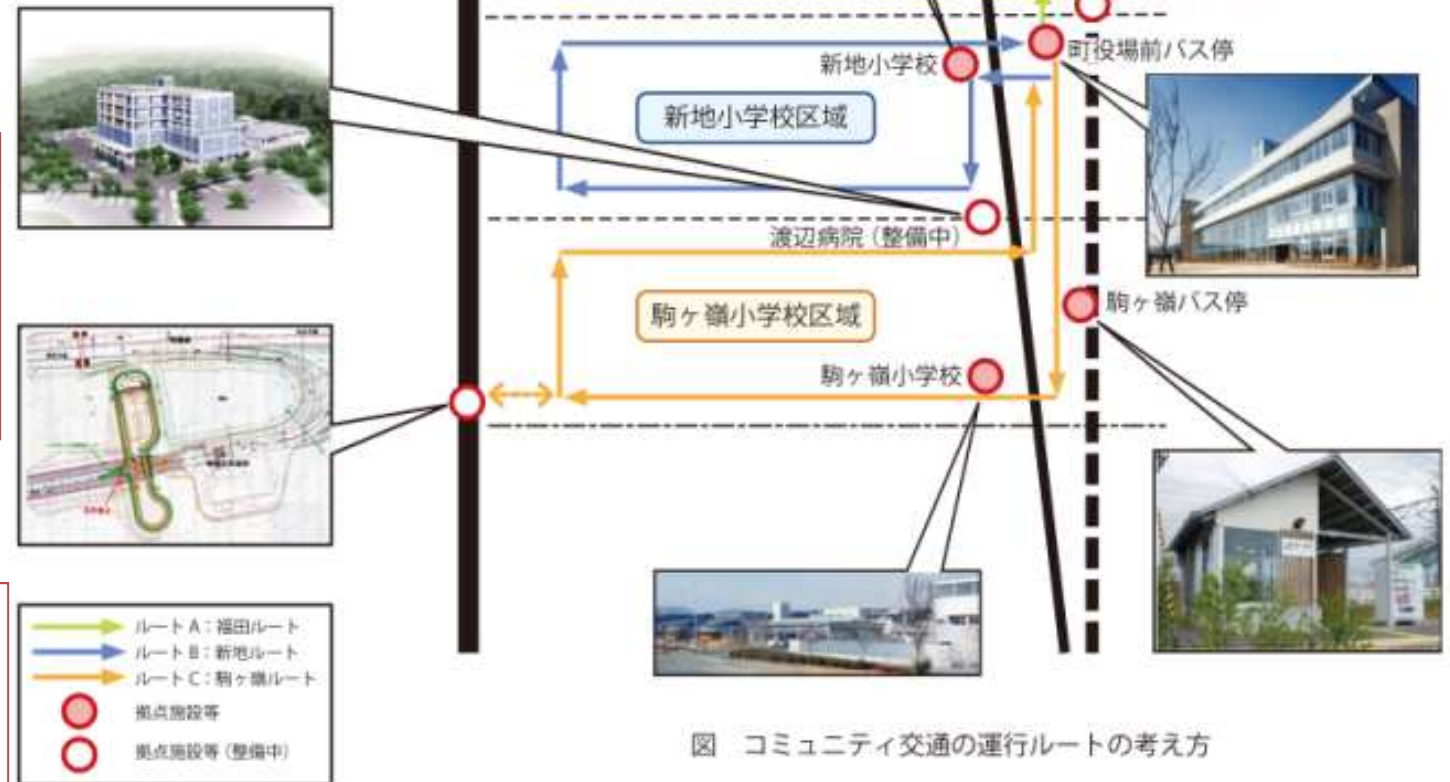 新地小学校
町役場前バス停
新地小学校区域
渡辺病院（整備中）
駒ヶ嶺小学校区域
駒ヶ嶺バス停
駒ヶ嶺小学校
ルートA：福田ルート
ルートB：新地ルート
ルートC：駒ヶ嶺ルート
拠点施設等
拠点施設等（整備中）
図 コミュニティ交通の運行ルートの考え方